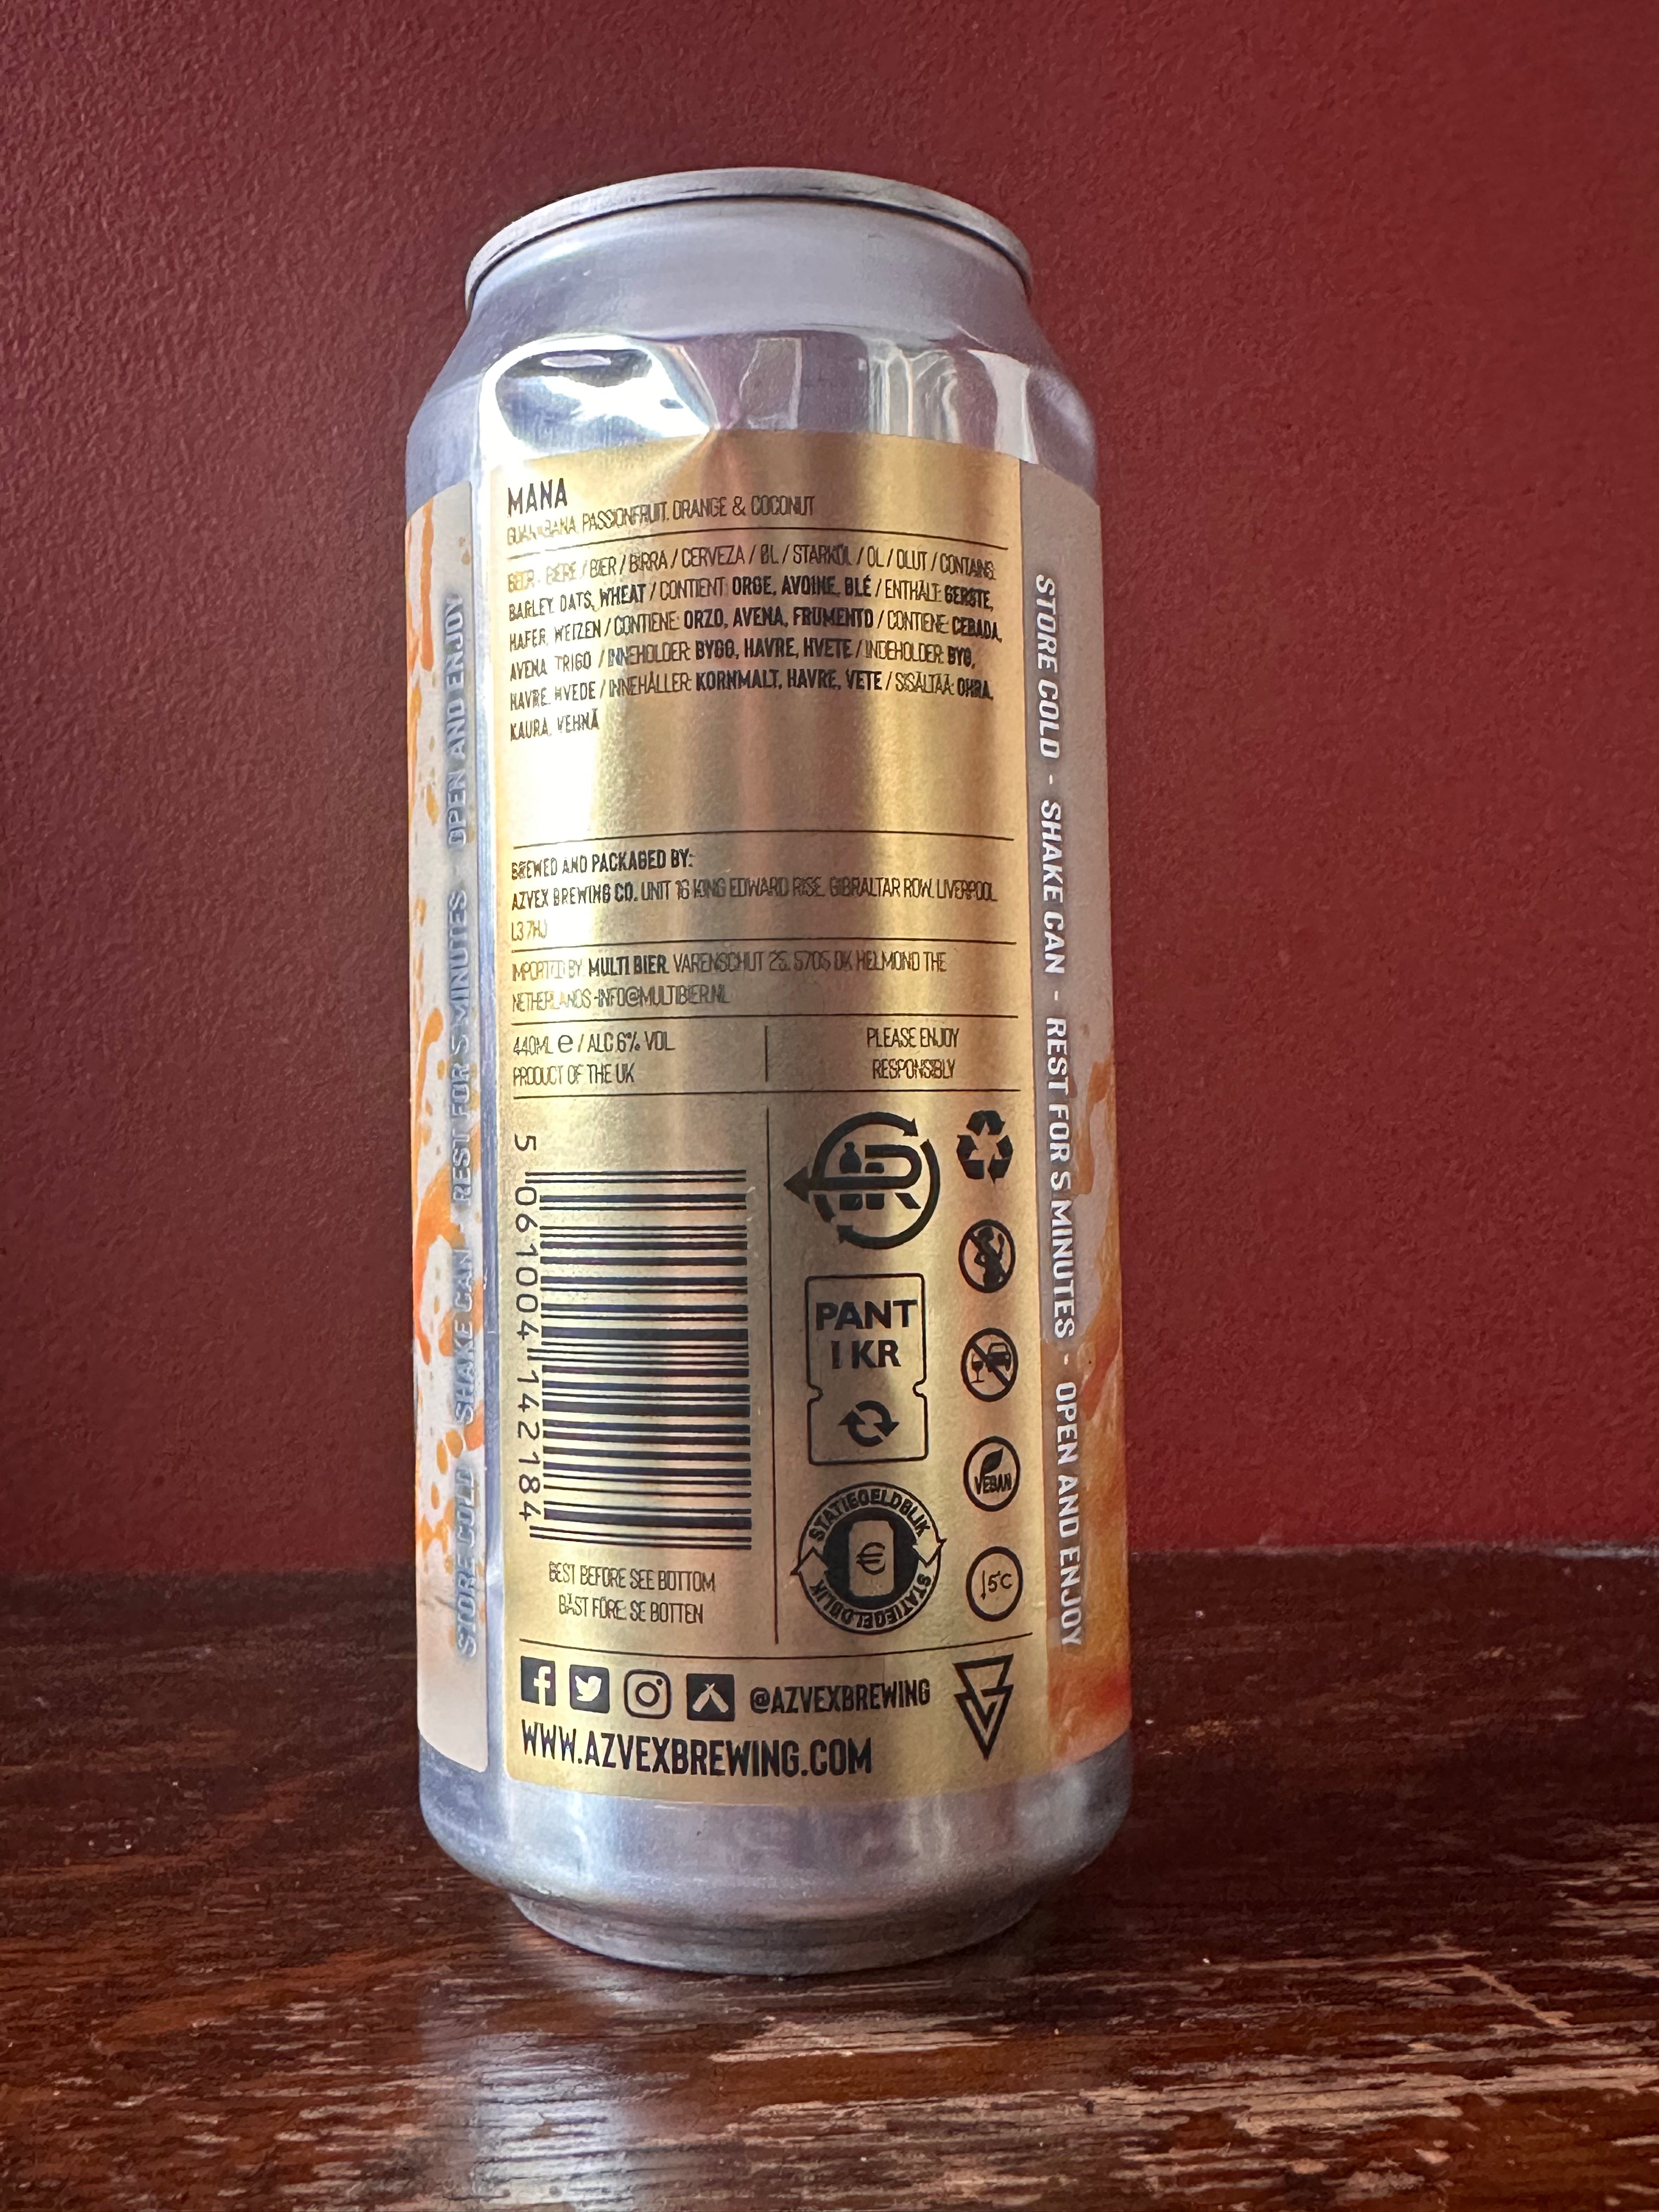 MANA
GUANABANA, PASSIONFRUIT, ORANGE & COCONUT
BEER / BIÈRE / BIER / BIRRA / CERVEZA / ØL / STARKÖL / ÖL / OLUT / CONTAINS:
BARLEY, OATS, WHEAT / CONTIENT: ORGE, AVOINE, BLÉ / ENTHÄLT: GERSTE,
HAFER, WEIZEN / CONTIENE: ORZO, AVENA, FRUMENTO / CONTIENE: CEBADA,
AVENA, TRIGO / INNEHOLDER: BYGG, HAVRE, HVETE / INDEHOLDER: BYG,
HAVRE, HVEDE / INNEHÅLLER: KORNMALT, HAVRE, VETE / SISÄLTÄÄ: OHRA,
KAURA, VEHNÄ
BREWED AND PACKAGED BY:
AZVEX BREWING CO. UNIT 16 KING EDWARD RISE, GIBRALTAR ROW, LIVERPOOL
L3 7HJ
IMPORTED BY: MULTI BIER, VARENSCHUT 25, 5705 DK HELMOND THE
NETHERLANDS -INFO@MULTIBIER.NL
440ML e / ALC 6% VOL
PRODUCT OF THE UK
PLEASE ENJOY
RESPONSIBLY
5 061004 142184
PANT
1 KR
STATIEGELDBLIK
STATIEGELDBLIK
€
VEGAN
5°C
BEST BEFORE SEE BOTTOM
BÄST FÖRE: SE BOTTEN
@AZVEXBREWING
WWW.AZVEXBREWING.COM
STORE COLD - SHAKE CAN - REST FOR 5 MINUTES - OPEN AND ENJOY
STORE COLD - SHAKE CAN - REST FOR 5 MINUTES - OPEN AND ENJOY